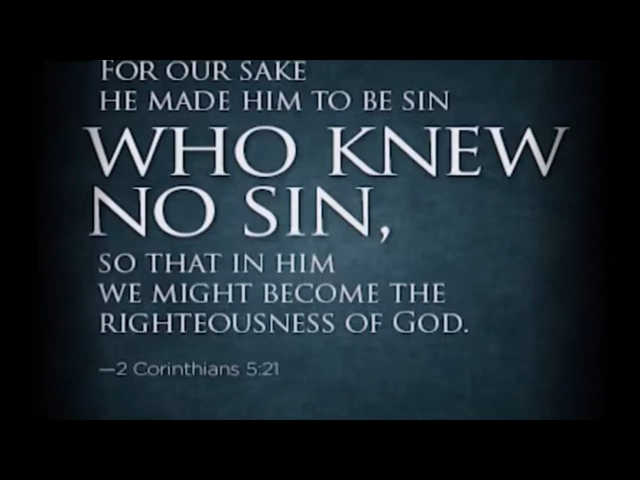 FOR OUR SAKE
HE MADE HIM TO BE SIN
WHO KNEW
NO SIN,
SO THAT IN HIM
WE MIGHT BECOME THE
RIGHTEOUSNESS OF GOD.
—2 Corinthians 5:21